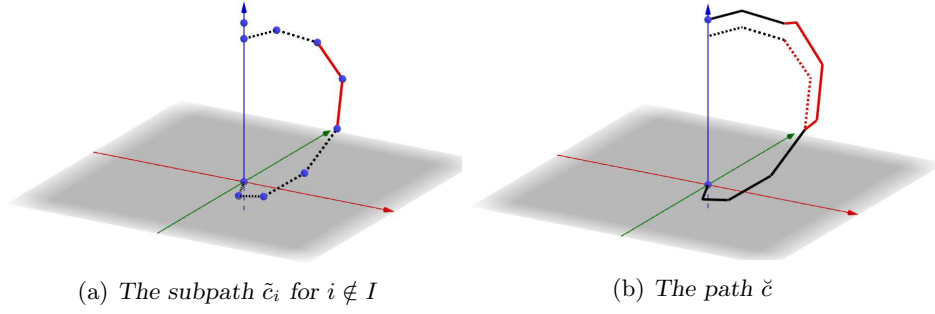 (a) The subpath c̃ᵢ for i ∉ I
(b) The path c̆